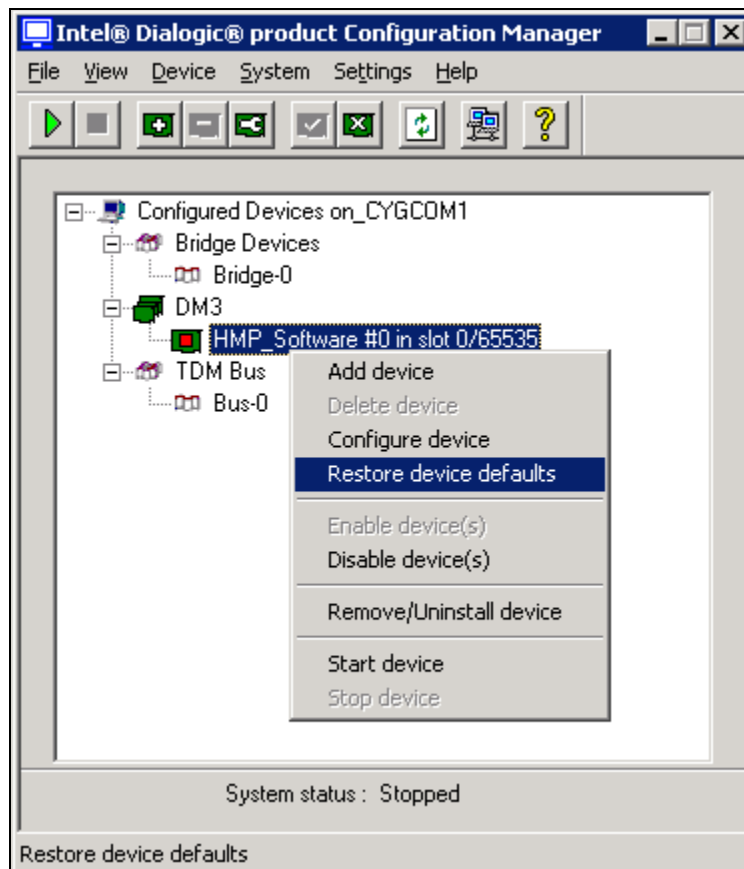 Intel® Dialogic® product Configuration Manager
File View Device System Settings Help
Configured Devices on_CYGCOM1
Bridge Devices
Bridge-0
DM3
HMP_Software #0 in slot 0/65535
TDM Bus
Bus-0
Add device
Delete device
Configure device
Restore device defaults
Enable device(s)
Disable device(s)
Remove/Uninstall device
Start device
Stop device
System status : Stopped
Restore device defaults